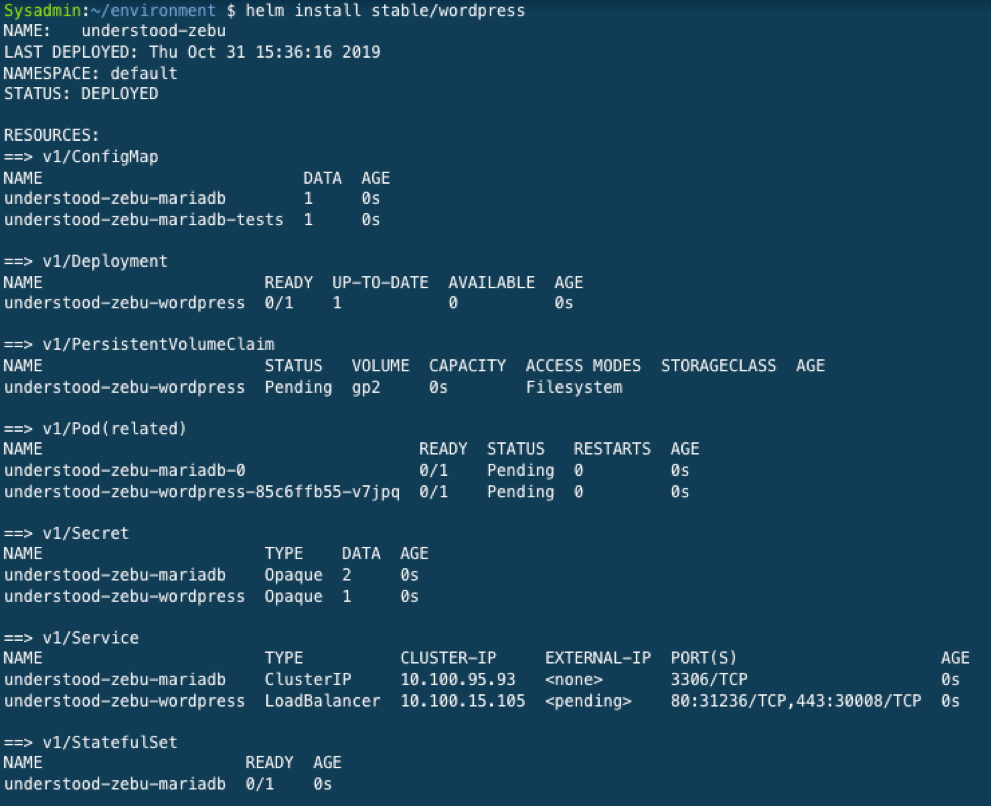 Sysadmin:~/environment $ helm install stable/wordpress
NAME:   understood-zebu
LAST DEPLOYED: Thu Oct 31 15:36:16 2019
NAMESPACE: default
STATUS: DEPLOYED

RESOURCES:
==> v1/ConfigMap
NAME                           DATA  AGE
understood-zebu-mariadb        1     0s
understood-zebu-mariadb-tests  1     0s

==> v1/Deployment
NAME                       READY  UP-TO-DATE  AVAILABLE  AGE
understood-zebu-wordpress  0/1    1           0          0s

==> v1/PersistentVolumeClaim
NAME                       STATUS   VOLUME  CAPACITY  ACCESS MODES  STORAGECLASS  AGE
understood-zebu-wordpress  Pending  gp2     0s        Filesystem

==> v1/Pod(related)
NAME                                       READY  STATUS   RESTARTS  AGE
understood-zebu-mariadb-0                  0/1    Pending  0         0s
understood-zebu-wordpress-85c6ffb55-v7jpq  0/1    Pending  0         0s

==> v1/Secret
NAME                       TYPE    DATA  AGE
understood-zebu-mariadb    Opaque  2     0s
understood-zebu-wordpress  Opaque  1     0s

==> v1/Service
NAME                       TYPE          CLUSTER-IP     EXTERNAL-IP  PORT(S)                     AGE
understood-zebu-mariadb    ClusterIP     10.100.95.93   <none>       3306/TCP                    0s
understood-zebu-wordpress  LoadBalancer  10.100.15.105  <pending>    80:31236/TCP,443:30008/TCP  0s

==> v1/StatefulSet
NAME                     READY  AGE
understood-zebu-mariadb  0/1    0s